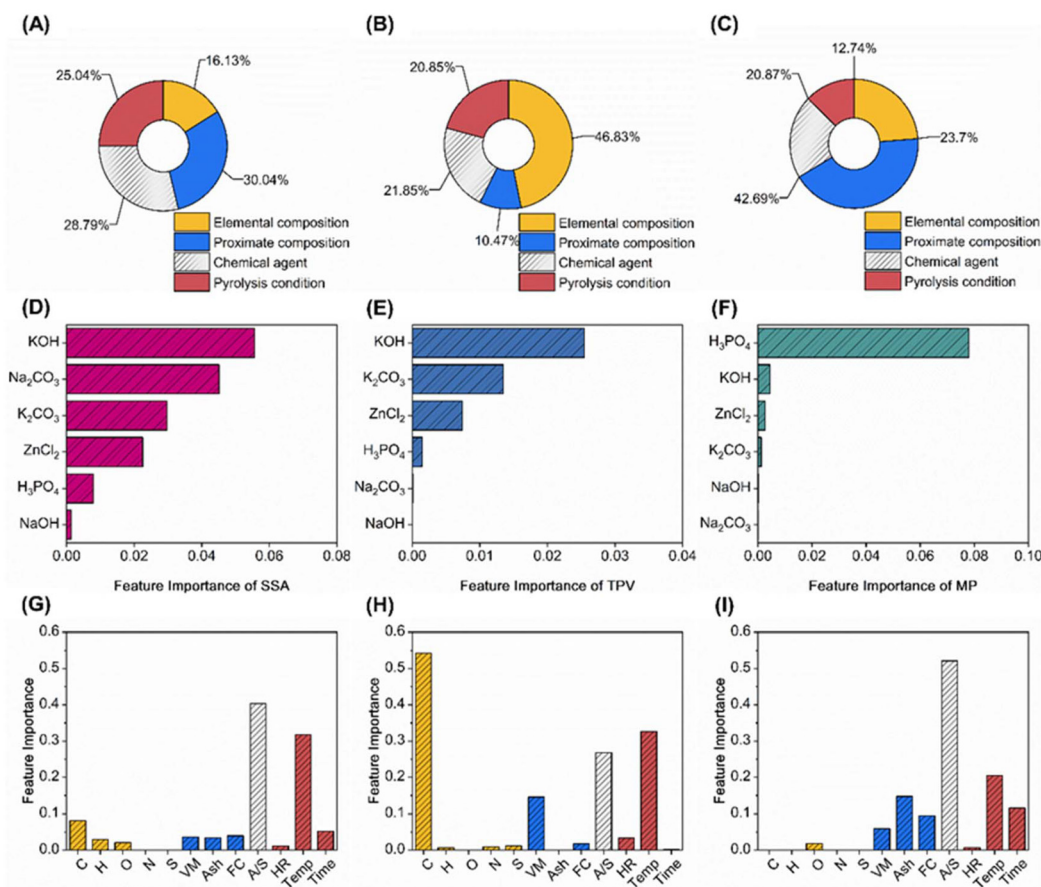 (A)
16.13%
25.04%
30.04%
28.79%
Elemental composition
Proximate composition
Chemical agent
Pyrolysis condition
(B)
20.85%
46.83%
21.85%
10.47%
Elemental composition
Proximate composition
Chemical agent
Pyrolysis condition
(C)
12.74%
20.87%
23.7%
42.69%
Elemental composition
Proximate composition
Chemical agent
Pyrolysis condition
(D)
KOH
Na₂CO₃
K₂CO₃
ZnCl₂
H₃PO₄
NaOH
0.00 0.02 0.04 0.06 0.08
Feature Importance of SSA
(E)
KOH
K₂CO₃
ZnCl₂
H₃PO₄
Na₂CO₃
NaOH
0.00 0.01 0.02 0.03 0.04
Feature Importance of TPV
(F)
H₃PO₄
KOH
ZnCl₂
K₂CO₃
NaOH
Na₂CO₃
0.00 0.02 0.04 0.06 0.08 0.10
Feature Importance of MP
(G)
Feature Importance
0.6
0.5
0.4
0.3
0.2
0.1
0.0
C H O N S VM Ash FC A/S HR Temp Time
(H)
Feature Importance
0.6
0.5
0.4
0.3
0.2
0.1
0.0
C H O N S VM Ash FC A/S HR Temp Time
(I)
Feature Importance
0.6
0.5
0.4
0.3
0.2
0.1
0.0
C H O N S VM Ash FC A/S HR Temp Time